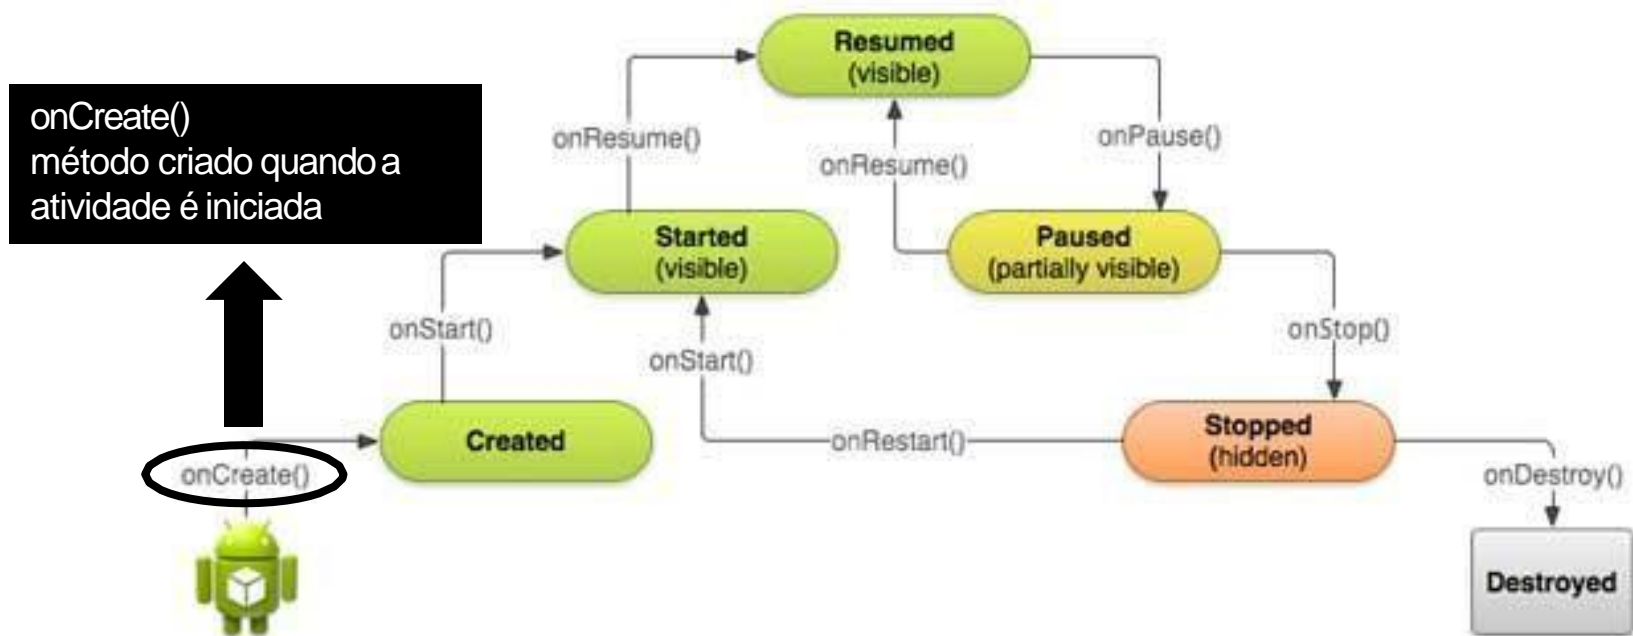 Resumed
(visible)
onCreate()
método criado quando a
atividade é iniciada
onResume()
onResume()
onPause()
Started
(visible)
Paused
(partially visible)
onStart()
onStart()
onStop()
Created
onRestart()
Stopped
(hidden)
onCreate()
onDestroy()
Destroyed